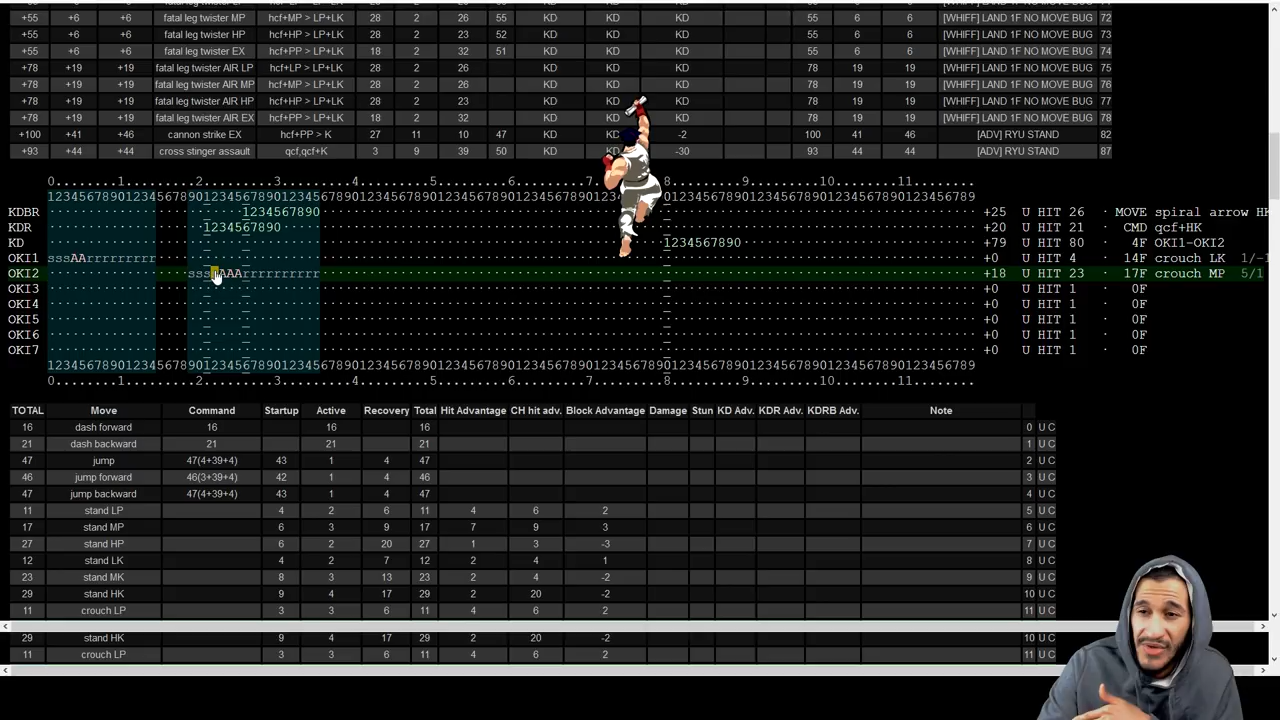 +55 +6 +6 fatal leg twister MP hcf+MP > LP+LK 28 2 26 55 KD KD KD 55 6 6 [WHIFF] LAND 1F NO MOVE BUG 72
+55 +6 +6 fatal leg twister HP hcf+HP > LP+LK 28 2 23 52 KD KD KD 55 6 6 [WHIFF] LAND 1F NO MOVE BUG 73
+55 +6 +6 fatal leg twister EX hcf+PP > LP+LK 18 2 32 51 KD KD KD 55 6 6 [WHIFF] LAND 1F NO MOVE BUG 74
+78 +19 +19 fatal leg twister AIR LP hcf+LP > LP+LK 28 2 26 KD KD KD 78 19 19 [WHIFF] LAND 1F NO MOVE BUG 75
+78 +19 +19 fatal leg twister AIR MP hcf+MP > LP+LK 28 2 26 KD KD KD 78 19 19 [WHIFF] LAND 1F NO MOVE BUG 76
+78 +19 +19 fatal leg twister AIR HP hcf+HP > LP+LK 28 2 23 KD KD KD 78 19 19 [WHIFF] LAND 1F NO MOVE BUG 77
+78 +19 +19 fatal leg twister AIR EX hcf+PP > LP+LK 18 2 32 KD KD KD 78 19 19 [WHIFF] LAND 1F NO MOVE BUG 78
+100 +41 +46 cannon strike EX hcf+PP > K 27 11 10 47 KD KD -2 100 41 46 [ADV] RYU STAND 82
+93 +44 +44 cross stinger assault qcf,qcf+K 3 9 39 50 KD KD -30 93 44 44 [ADV] RYU STAND 87
KDBR 1234567890 +25 U HIT 26 · MOVE spiral arrow HK
KDR 1234567890 +20 U HIT 21 · CMD qcf+HK
KD 1234567890 +79 U HIT 80 · 4F OKI1-OKI2
OKI1 sssAArrrrrrrrr +0 U HIT 4 · 14F crouch LK 1/-1
OKI2 sss AAArrrrrrrrrr +18 U HIT 23 · 17F crouch MP 5/1
OKI3 +0 U HIT 1 · 0F
OKI4 +0 U HIT 1 · 0F
OKI5 +0 U HIT 1 · 0F
OKI6 +0 U HIT 1 · 0F
OKI7 +0 U HIT 1 · 0F
TOTAL Move Command Startup Active Recovery Total Hit Advantage CH hit adv. Block Advantage Damage Stun KD Adv. KDR Adv. KDRB Adv. Note
16 dash forward 16 16 16 0 U C
21 dash backward 21 21 21 1 U C
47 jump 47(4+39+4) 43 1 4 47 2 U C
46 jump forward 46(3+39+4) 42 1 4 46 3 U C
47 jump backward 47(4+39+4) 43 1 4 47 4 U C
11 stand LP 4 2 6 11 4 6 2 5 U C
17 stand MP 6 3 9 17 7 9 3 6 U C
27 stand HP 6 2 20 27 1 3 -3 7 U C
12 stand LK 4 2 7 12 2 4 1 8 U C
23 stand MK 8 3 13 23 2 4 -2 9 U C
29 stand HK 9 4 17 29 2 20 -2 10 U C
11 crouch LP 3 3 6 11 4 6 2 11 U C
29 stand HK 9 4 17 29 2 20 -2 10 U C
11 crouch LP 3 3 6 11 4 6 2 11 U C